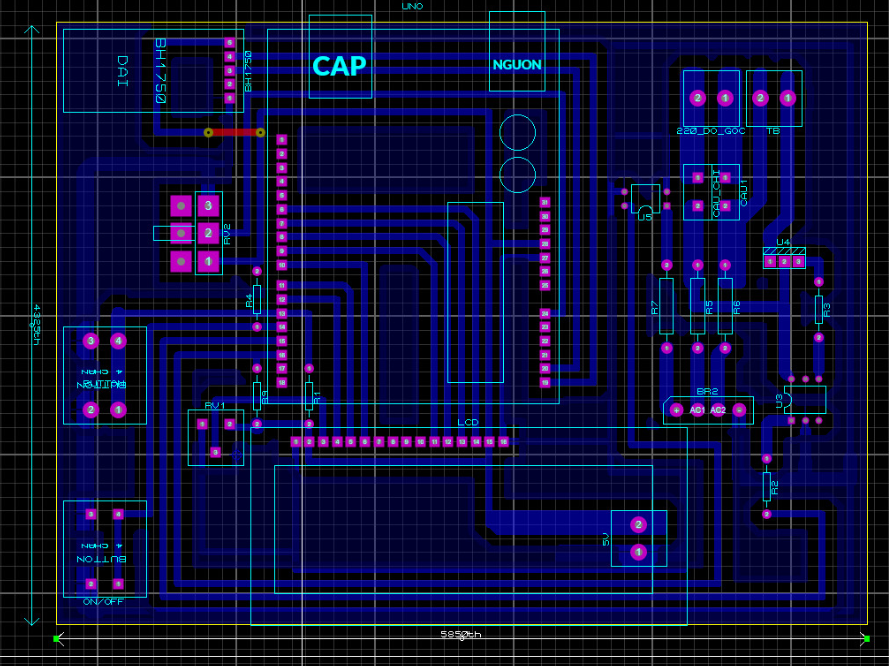 UNO
CAP
NGUON
DAI
BH1750
BH1750
220_DO_GOC
TB
CAU_CHI
CAU1
U5
U4
RV2
R4
R7
R5
R6
R3
4 CHAN
BUTTON
R9
R1
RV1
BR2
AC1
AC2
U3
LCD
R2
5V
4 CHAN
BUTTON
ON/OFF
4325th
5850th